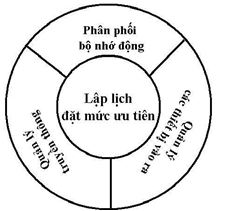 Phân phối
bộ nhớ động
Lập lịch
đặt mức ưu tiên
Quản lý
truyền thông
Quản lý
các thiết bị vào ra